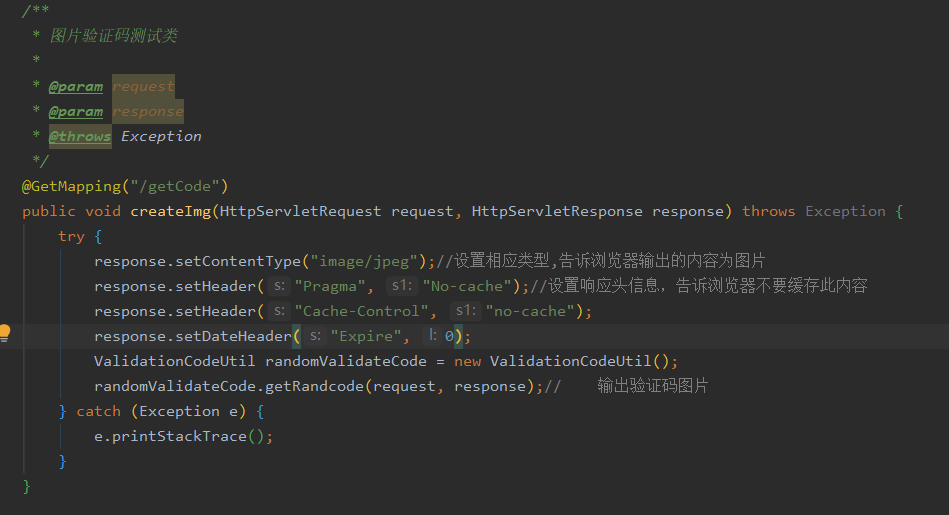 /**
 * 图片验证码测试类
 *
 * @param request
 * @param response
 * @throws Exception
 */
@GetMapping("/getCode")
public void createImg(HttpServletRequest request, HttpServletResponse response) throws Exception {
    try {
        response.setContentType("image/jpeg");//设置相应类型,告诉浏览器输出的内容为图片
        response.setHeader( s: "Pragma", s1: "No-cache");//设置响应头信息，告诉浏览器不要缓存此内容
        response.setHeader( s: "Cache-Control", s1: "no-cache");
        response.setDateHeader( s: "Expire", l: 0);
        ValidationCodeUtil randomValidateCode = new ValidationCodeUtil();
        randomValidateCode.getRandcode(request, response);//    输出验证码图片
    } catch (Exception e) {
        e.printStackTrace();
    }
}